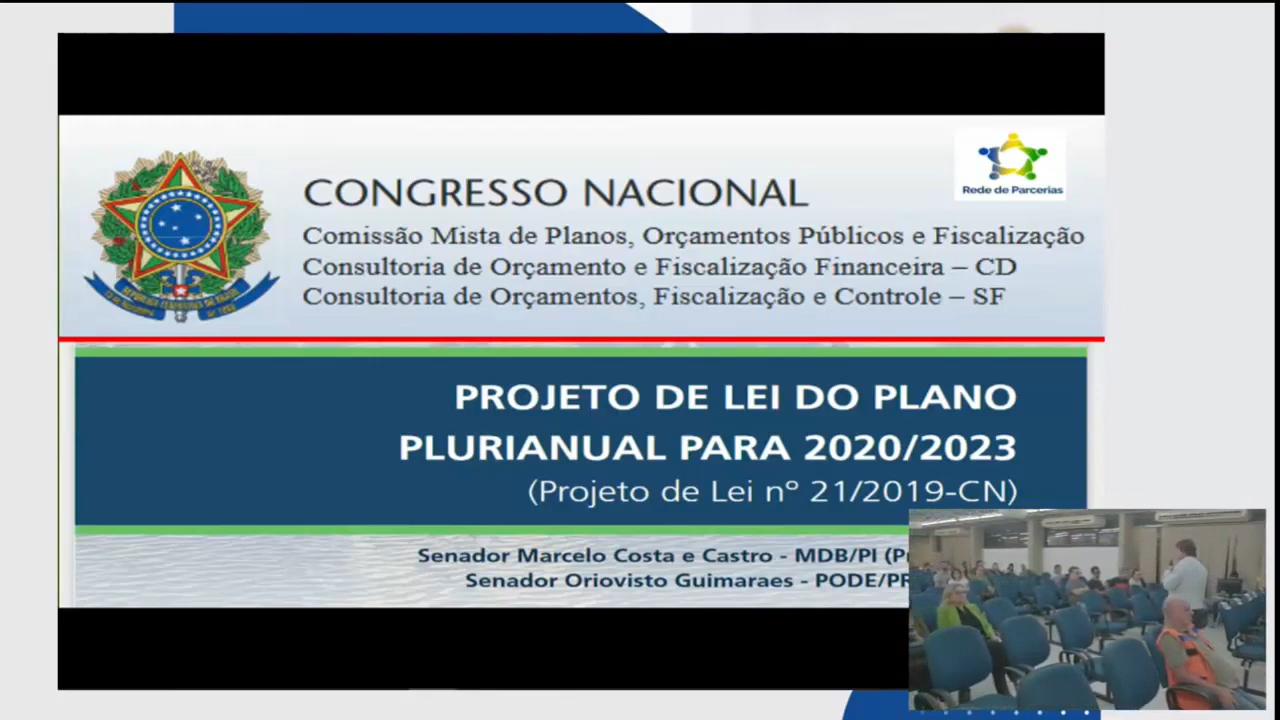 Rede de Parcerias
CONGRESSO NACIONAL
Comissão Mista de Planos, Orçamentos Públicos e Fiscalização
Consultoria de Orçamento e Fiscalização Financeira – CD
Consultoria de Orçamentos, Fiscalização e Controle – SF
PROJETO DE LEI DO PLANO
PLURIANUAL PARA 2020/2023
(Projeto de Lei nº 21/2019-CN)
Senador Marcelo Costa e Castro - MDB/PI
Senador Oriovisto Guimaraes - PODE/PR